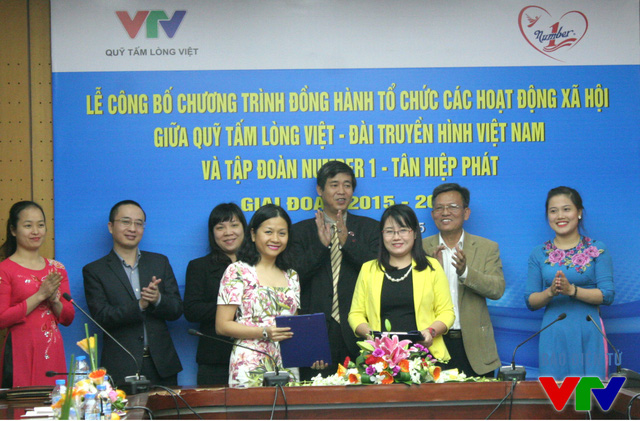 VTV
QUỸ TẤM LÒNG VIỆT
Number 1
LỄ CÔNG BỐ CHƯƠNG TRÌNH ĐỒNG HÀNH TỔ CHỨC CÁC HOẠT ĐỘNG XÃ HỘI
GIỮA QUỸ TẤM LÒNG VIỆT - ĐÀI TRUYỀN HÌNH VIỆT NAM
VÀ TẬP ĐOÀN NUMBER 1 - TÂN HIỆP PHÁT
GIAI ĐOẠN 2015 - 20
VTV